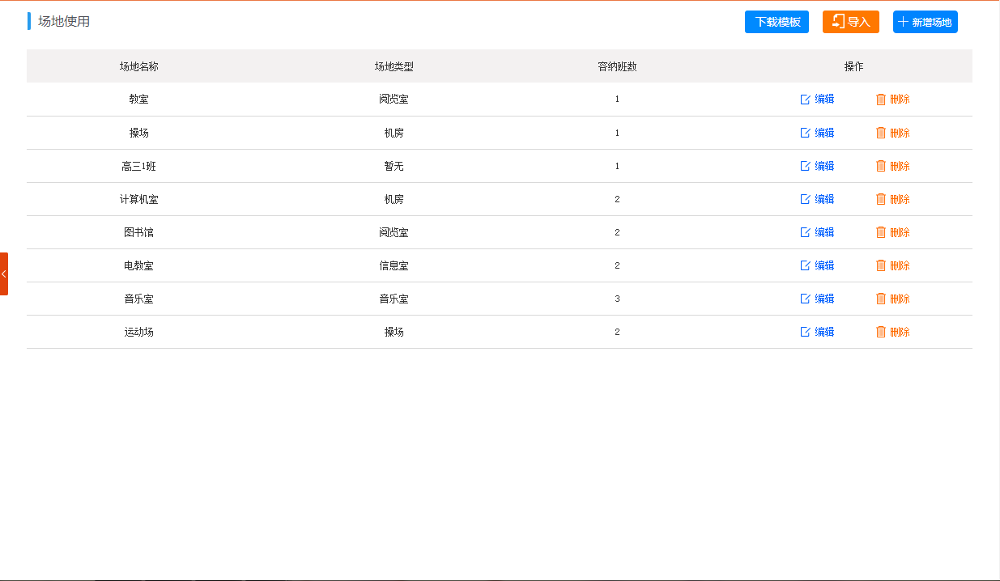 场地使用 下载模板 导入 新增场地
场地名称 场地类型 容纳班数 操作
教室 阅览室 1 编辑 删除
操场 机房 1 编辑 删除
高三1班 暂无 1 编辑 删除
计算机室 机房 2 编辑 删除
图书馆 阅览室 2 编辑 删除
电教室 信息室 2 编辑 删除
音乐室 音乐室 3 编辑 删除
运动场 操场 2 编辑 删除